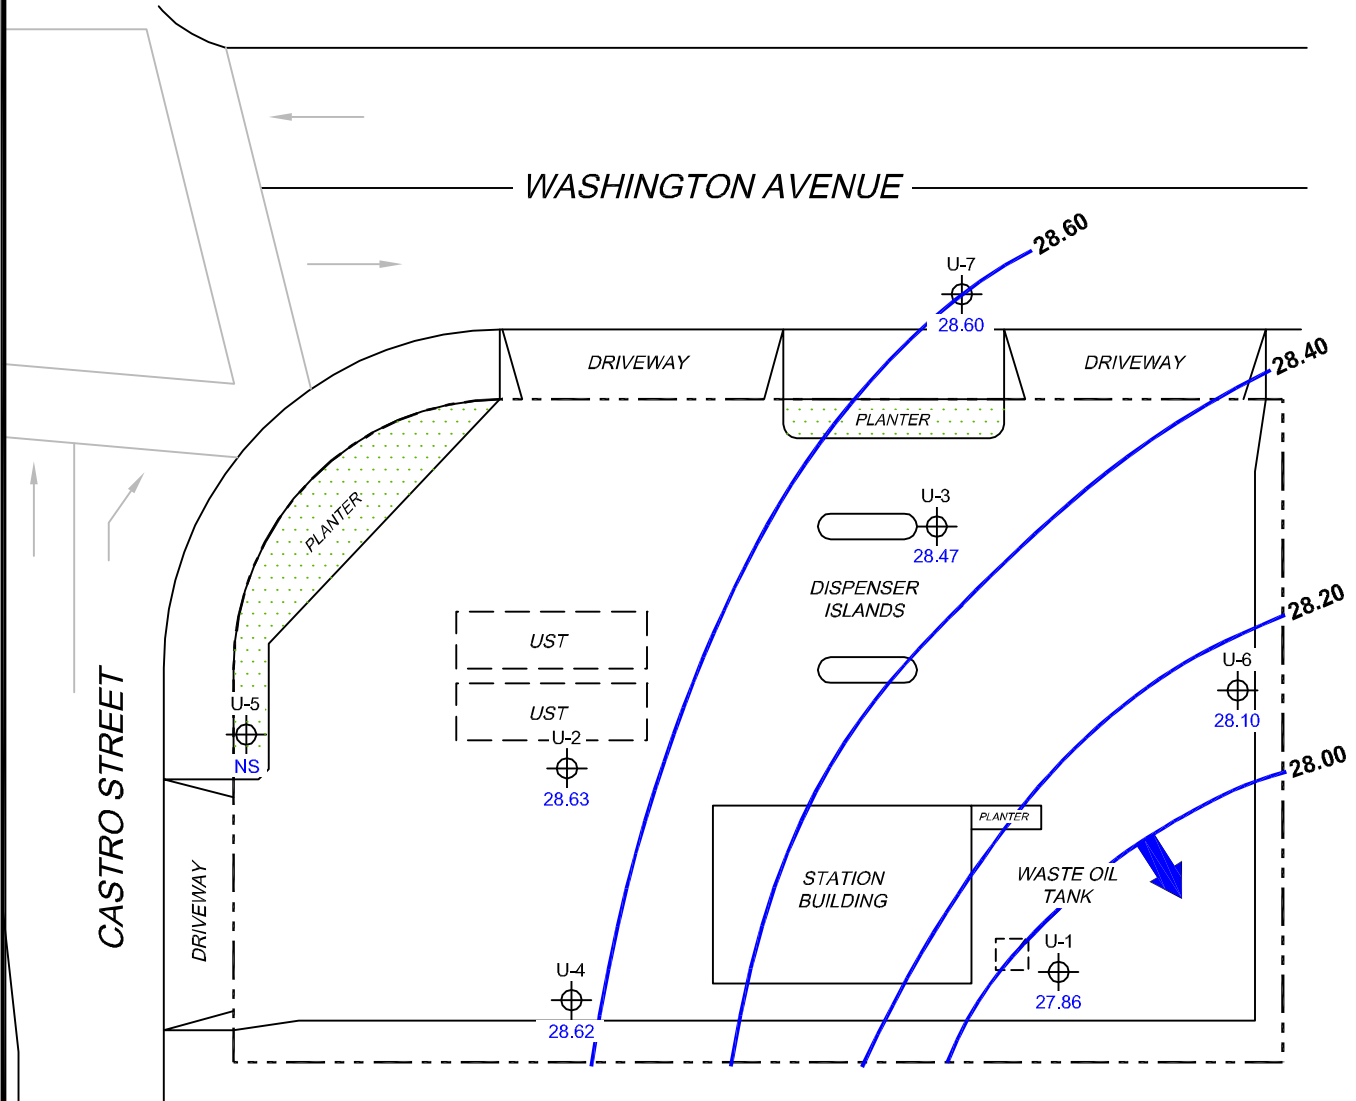 WASHINGTON AVENUE
28.60
U-7
28.60
28.40
DRIVEWAY
DRIVEWAY
PLANTER
PLANTER
U-3
28.47
DISPENSER
ISLANDS
28.20
UST
U-6
28.10
CASTRO STREET
U-5
NS
UST
U-2
28.63
28.00
PLANTER
STATION
BUILDING
WASTE OIL
TANK
DRIVEWAY
U-1
27.86
U-4
28.62